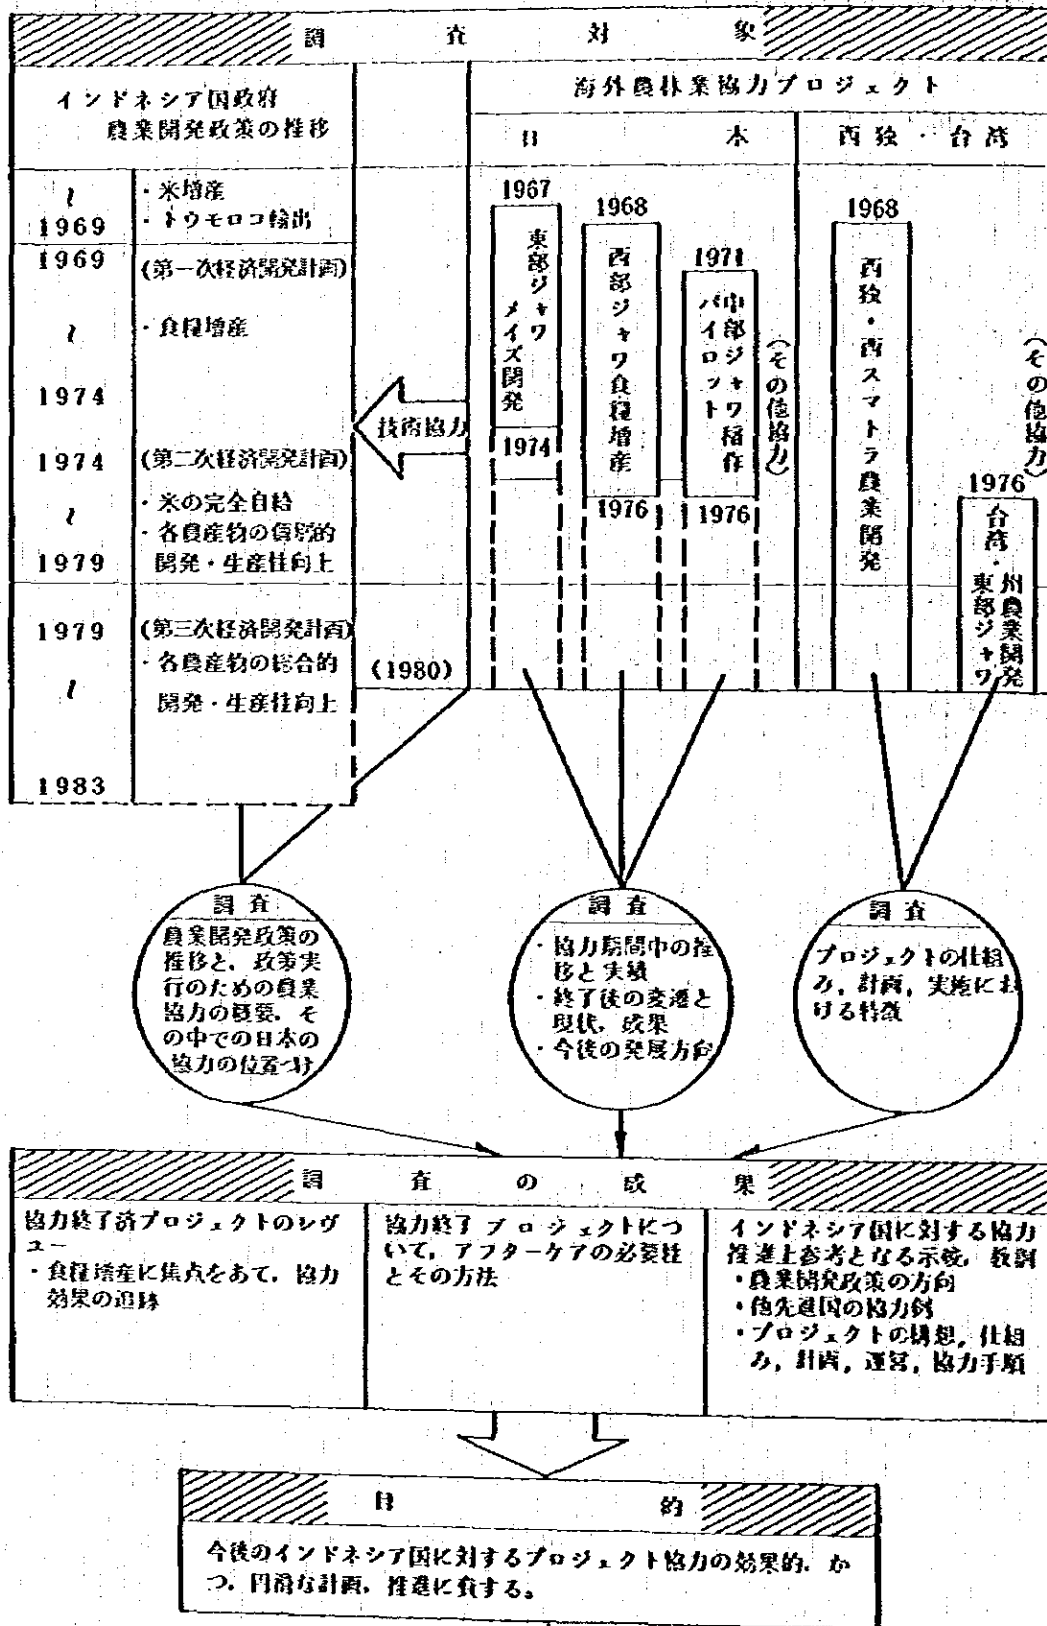 調査対象
インドネシア国政府
農業開発政策の推移
海外農林業協力プロジェクト
日本
西独・台湾
~
1969
・米増産
・トウモロコ輸出
1969
~
1974
(第一次経済開発計画)
・食糧増産
1974
~
1979
(第二次経済開発計画)
・米の完全自給
・各農産物の個別的
開発・生産性向上
1979
~
1983
(第三次経済開発計画)
・各農産物の総合的
開発・生産性向上
(1980)
技術協力
1967
東部ジャワ
メイズ開発
1974
1968
西部ジャワ食糧増産
1976
1971
中部ジャワ稲作
パイロット
1976
(その他協力)
1968
西独・西スマトラ農業開発
1976
台湾・東部ジャワ
州農業開発
(その他協力)
調査
農業開発政策の
推移と、政策実
行のための農業
協力の概要、そ
の中での日本の
協力の位置づけ
調査
・協力期間中の推
移と実績
・終了後の変遷と
現状、成果
・今後の発展方向
調査
プロジェクトの仕組
み、計画、実施にお
ける特徴
調査の成果
協力終了済プロジェクトのレヴ
ュー
・食糧増産に焦点をあて、協力
効果の追跡
協力終了プロジェクトにつ
いて、アフターケアの必要性
とその方法
インドネシア国に対する協力
推進上参考となる示唆、教訓
・農業開発政策の方向
・他先進国の協力例
・プロジェクトの構想、仕組
み、計画、運営、協力手順
目的
今後のインドネシア国に対するプロジェクト協力の効果的、か
つ、円滑な計画、推進に資する。